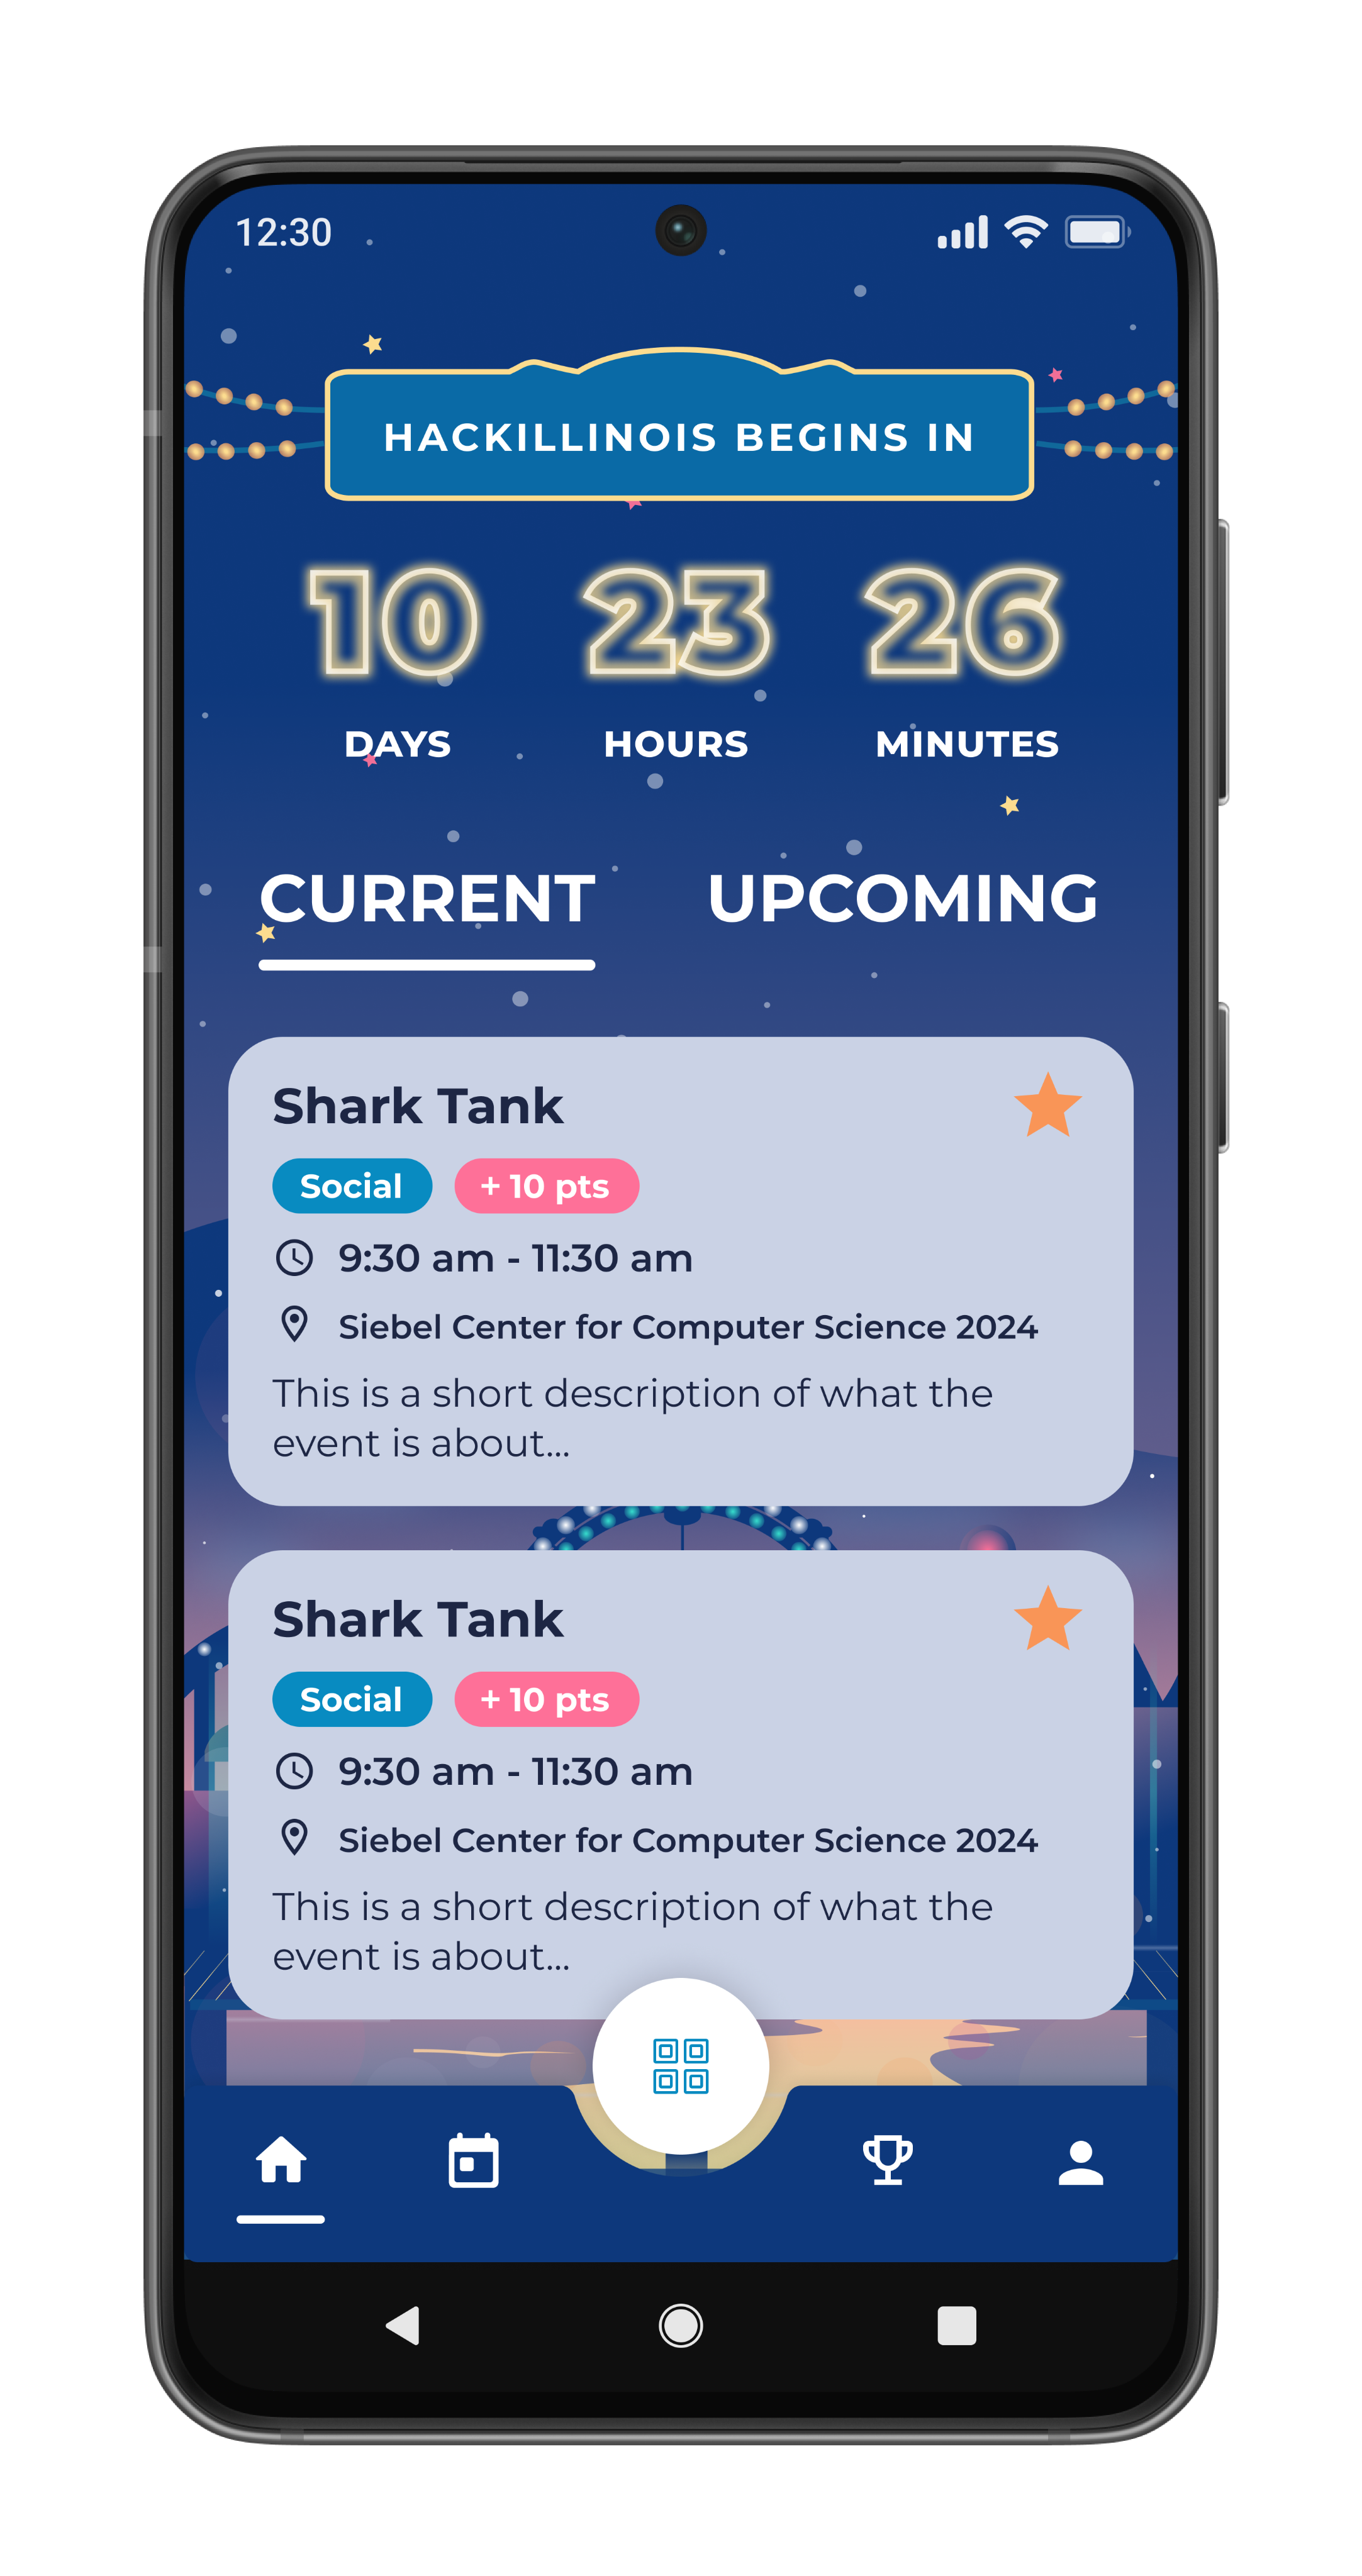 12:30
HACKILLINOIS BEGINS IN
10 23 26
DAYS HOURS MINUTES
CURRENT UPCOMING
Shark Tank
Social + 10 pts
9:30 am - 11:30 am
Siebel Center for Computer Science 2024
This is a short description of what the
event is about...
Shark Tank
Social + 10 pts
9:30 am - 11:30 am
Siebel Center for Computer Science 2024
This is a short description of what the
event is about...